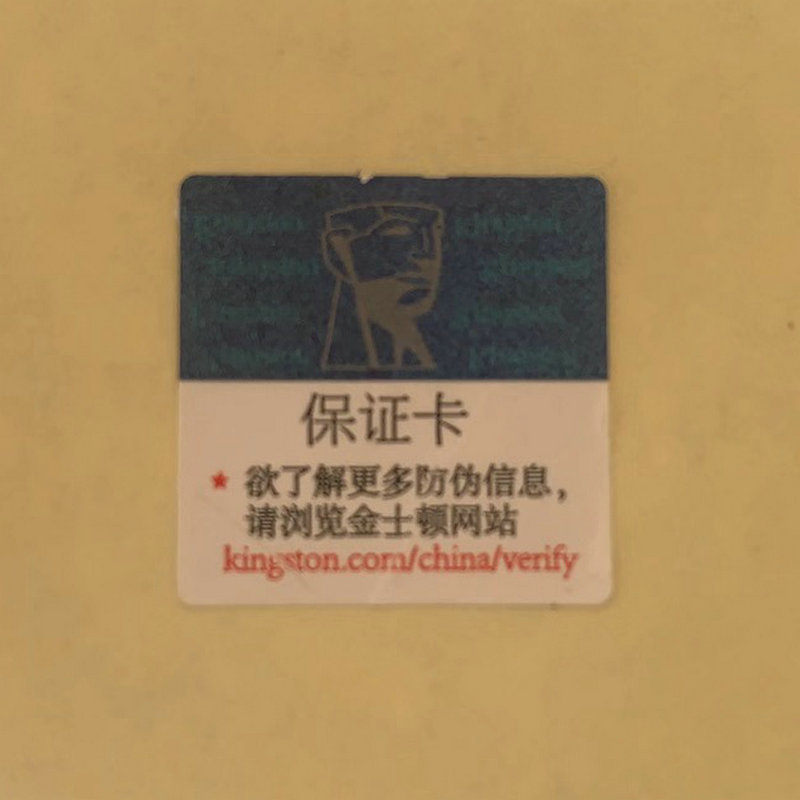 保证卡
★ 欲了解更多防伪信息，
请浏览金士顿网站
kingston.com/china/verify